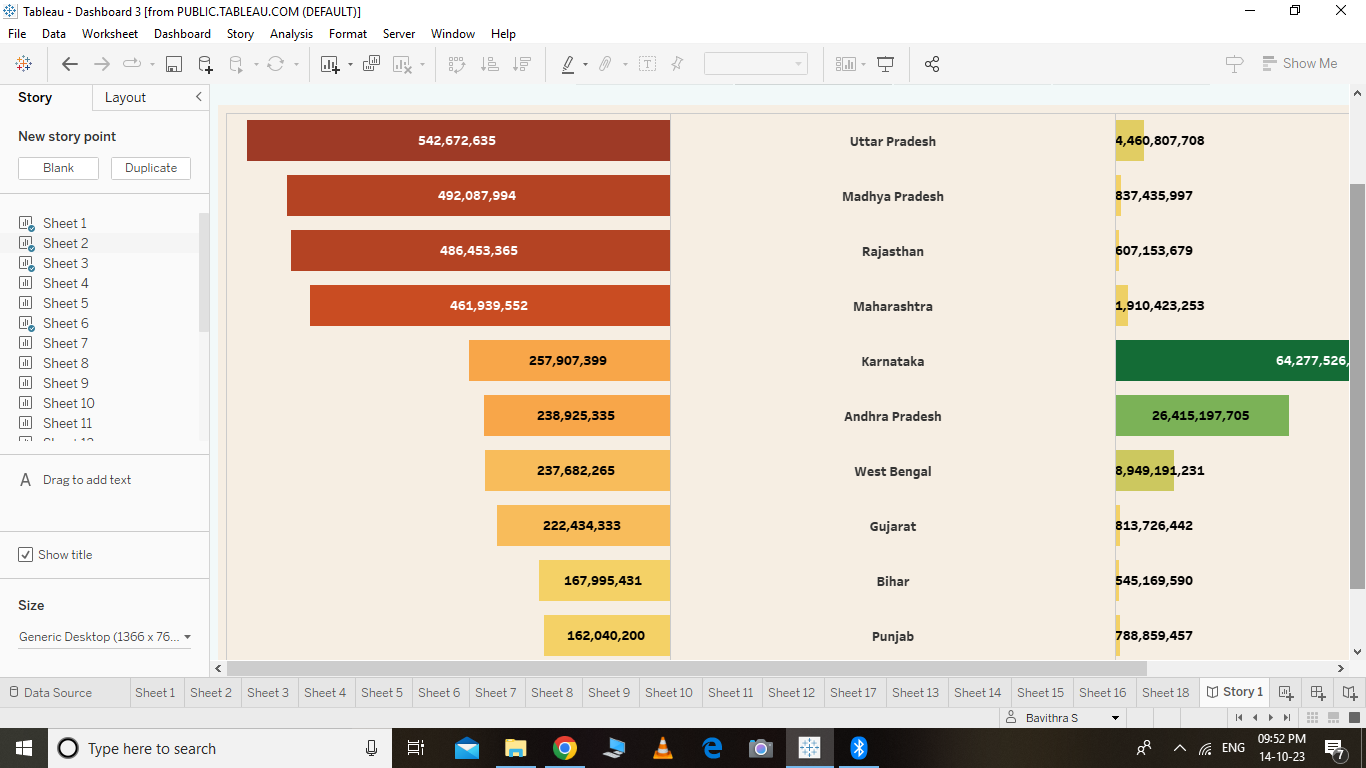 Tableau - Dashboard 3 [from PUBLIC.TABLEAU.COM (DEFAULT)]
File Data Worksheet Dashboard Story Analysis Format Server Window Help
Show Me
Story Layout
New story point
Blank Duplicate
Sheet 1
Sheet 2
Sheet 3
Sheet 4
Sheet 5
Sheet 6
Sheet 7
Sheet 8
Sheet 9
Sheet 10
Sheet 11
A Drag to add text
Show title
Size
Generic Desktop (1366 x 76...
542,672,635 Uttar Pradesh 4,460,807,708
492,087,994 Madhya Pradesh 837,435,997
486,453,365 Rajasthan 607,153,679
461,939,552 Maharashtra 1,910,423,253
257,907,399 Karnataka 64,277,526,
238,925,335 Andhra Pradesh 26,415,197,705
237,682,265 West Bengal 8,949,191,231
222,434,333 Gujarat 813,726,442
167,995,431 Bihar 545,169,590
162,040,200 Punjab 788,859,457
Data Source Sheet 1 Sheet 2 Sheet 3 Sheet 4 Sheet 5 Sheet 6 Sheet 7 Sheet 8 Sheet 9 Sheet 10 Sheet 11 Sheet 12 Sheet 17 Sheet 13 Sheet 14 Sheet 15 Sheet 16 Sheet 18 Story 1
Bavithra S
Type here to search
ENG
09:52 PM
14-10-23
7